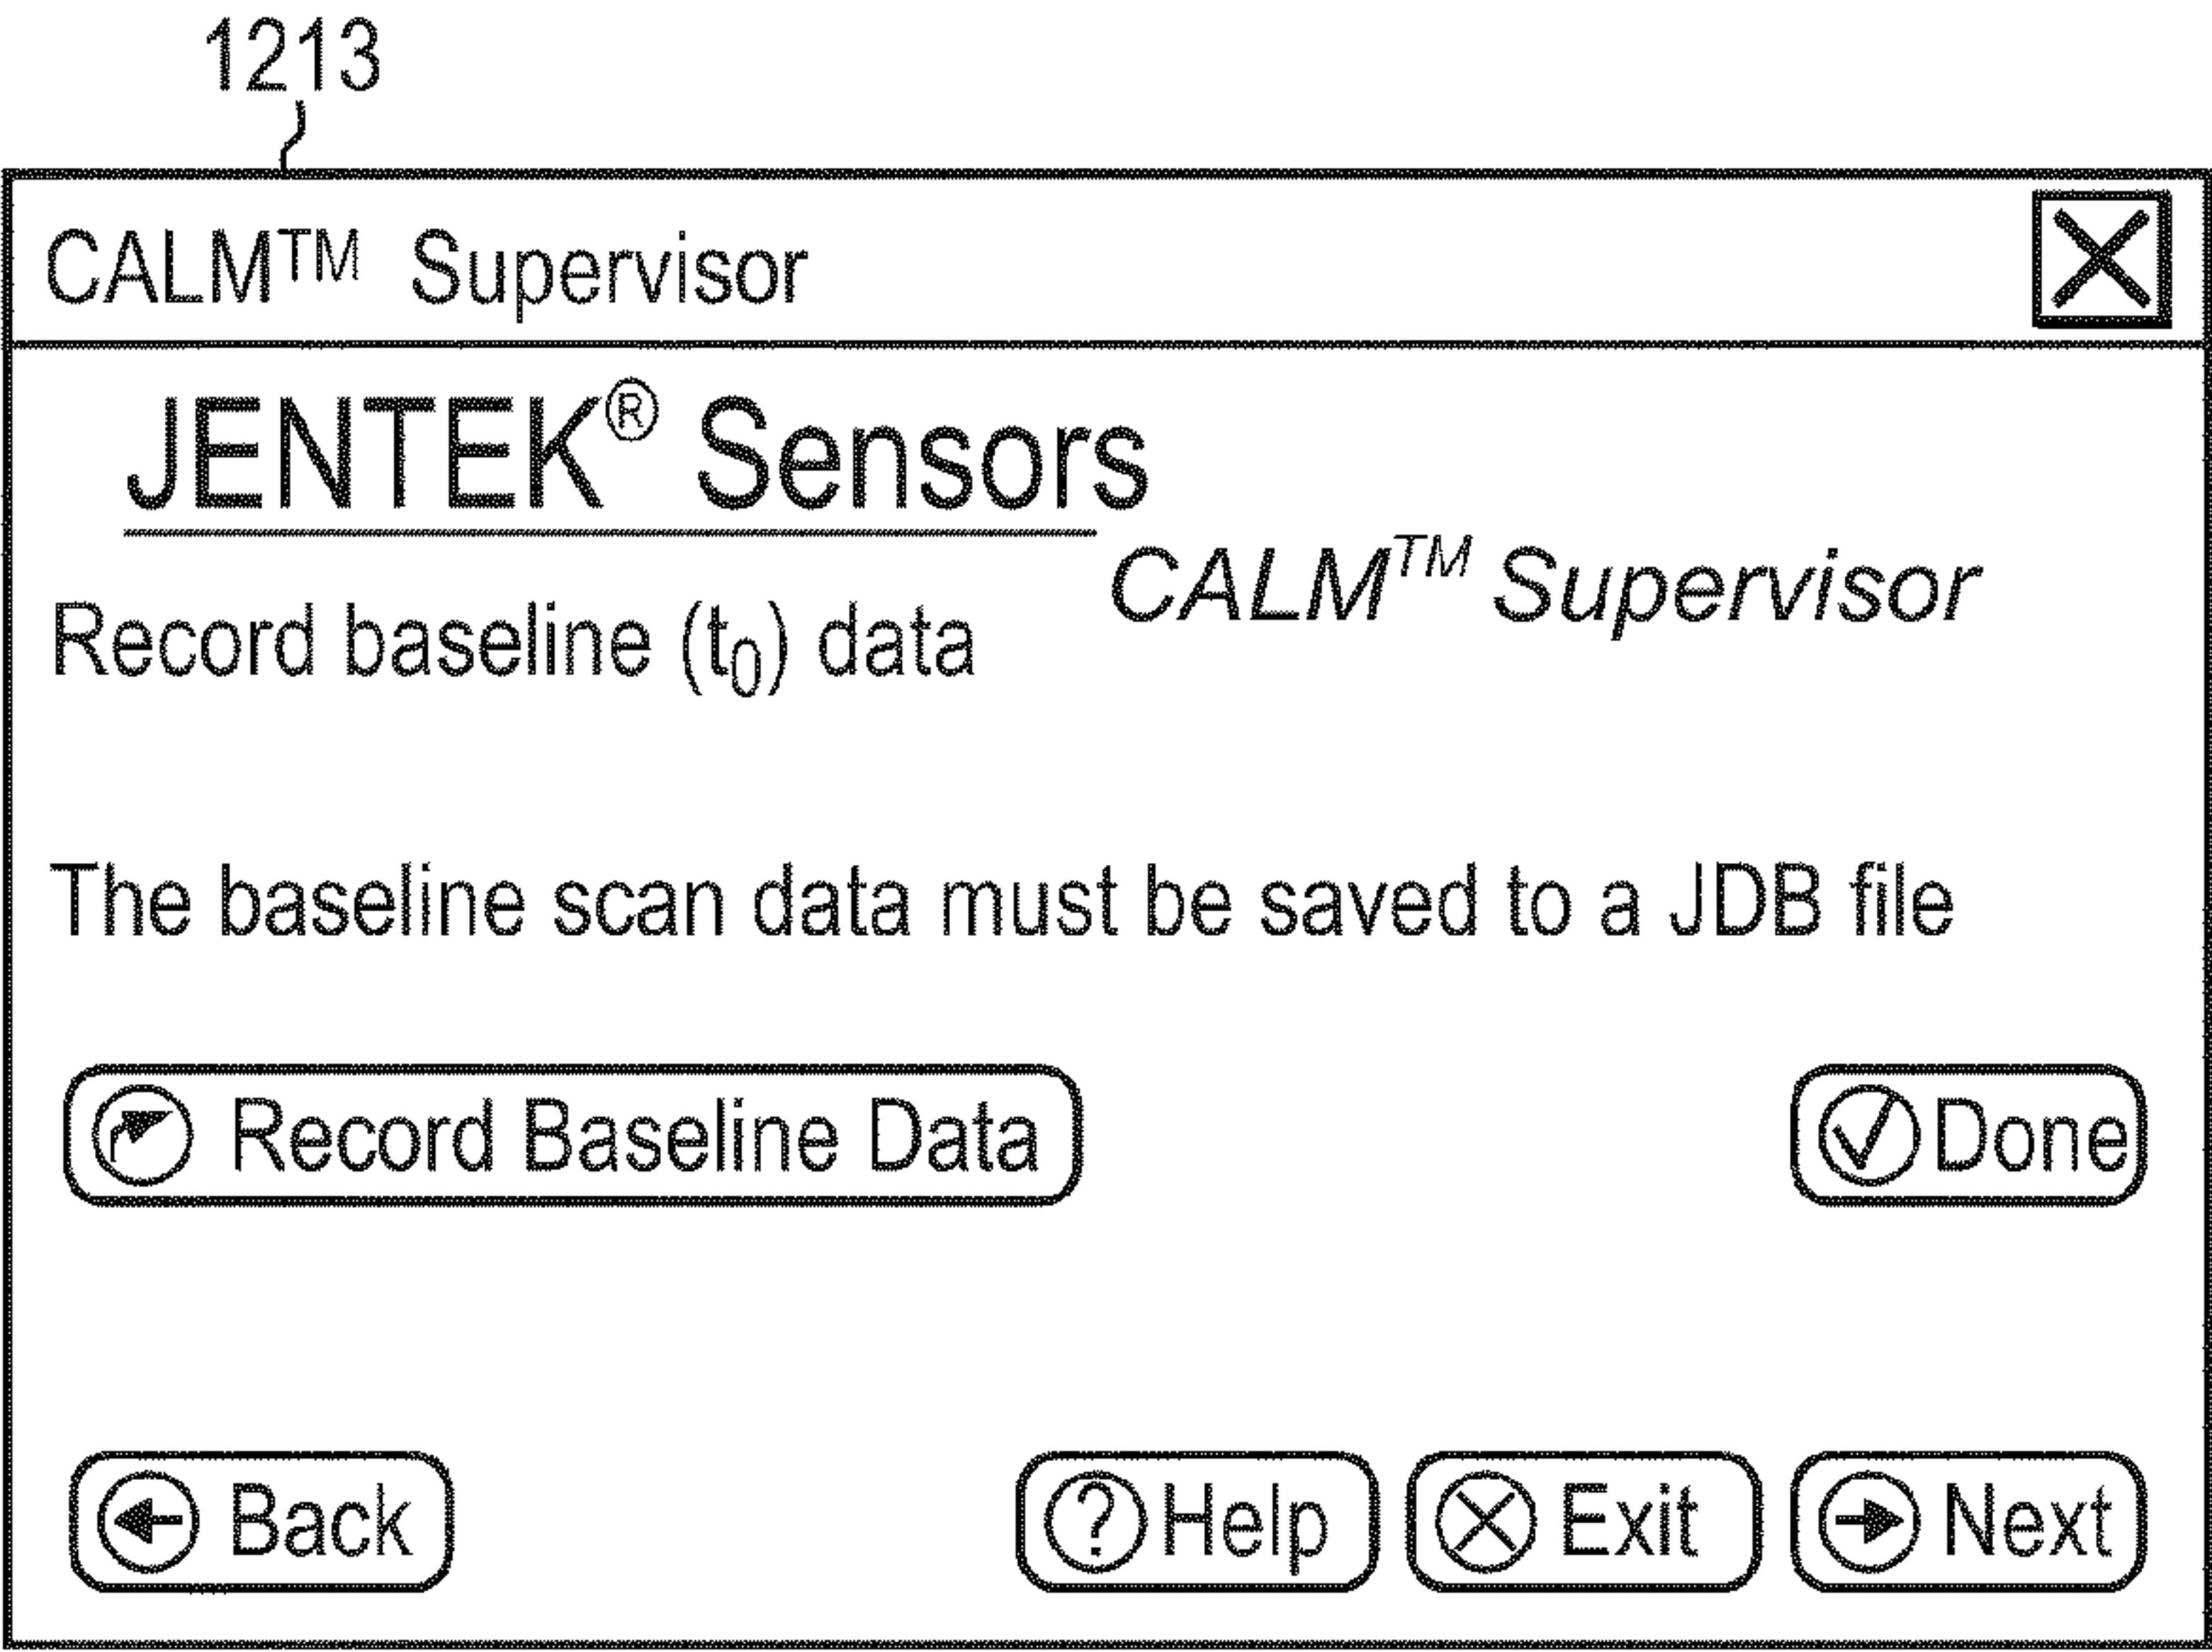 1213
CALM™ Supervisor
JENTEK® Sensors
CALM™ Supervisor
Record baseline (t₀) data
The baseline scan data must be saved to a JDB file
Record Baseline Data
Done
Back
? Help
Exit
Next